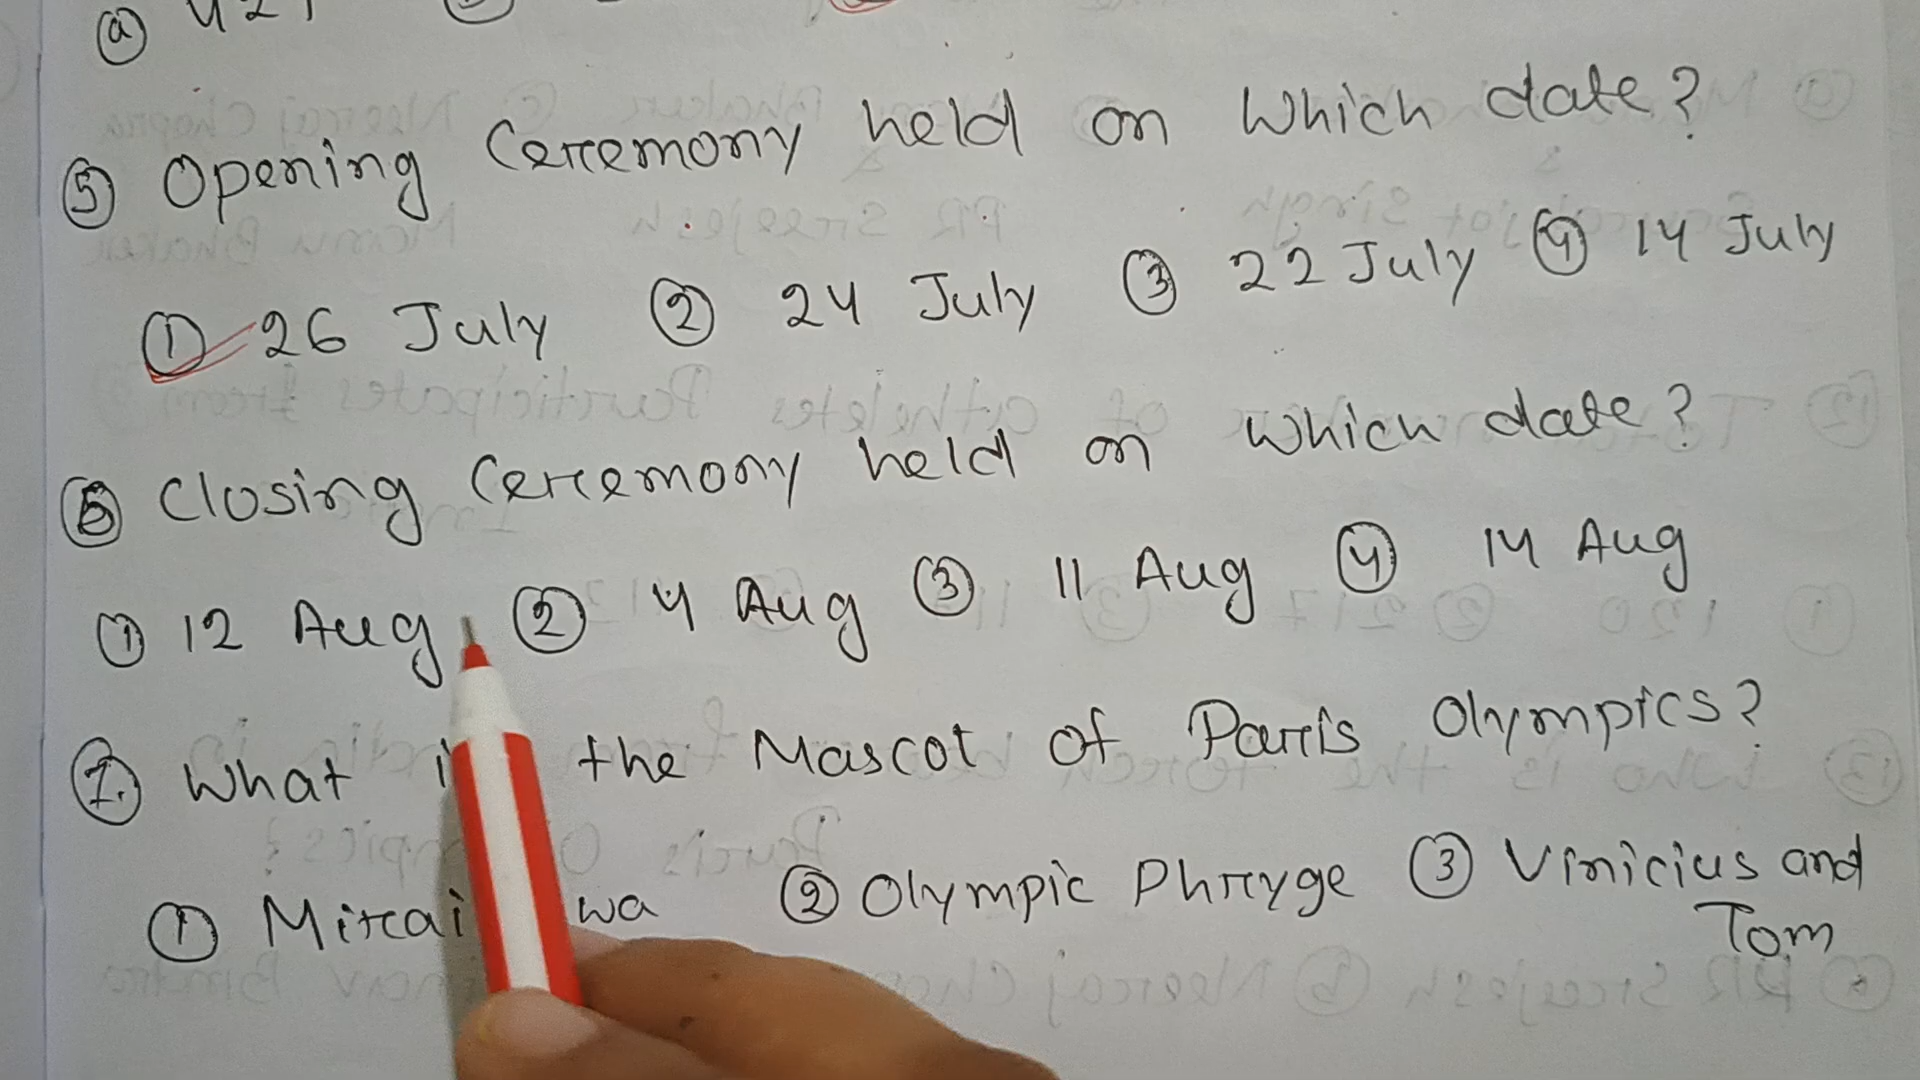 ⑤ Opening Ceremony held on Which date?
① 26 July ② 24 July ③ 22 July ④ 14 July
⑥ Closing Ceremony held on which date?
① 12 Aug ② 4 Aug ③ 11 Aug ④ 14 Aug
⑦ What the Mascot of Paris Olympics?
① wa ② Olympic Phryge ③ Vinicius and
Tom